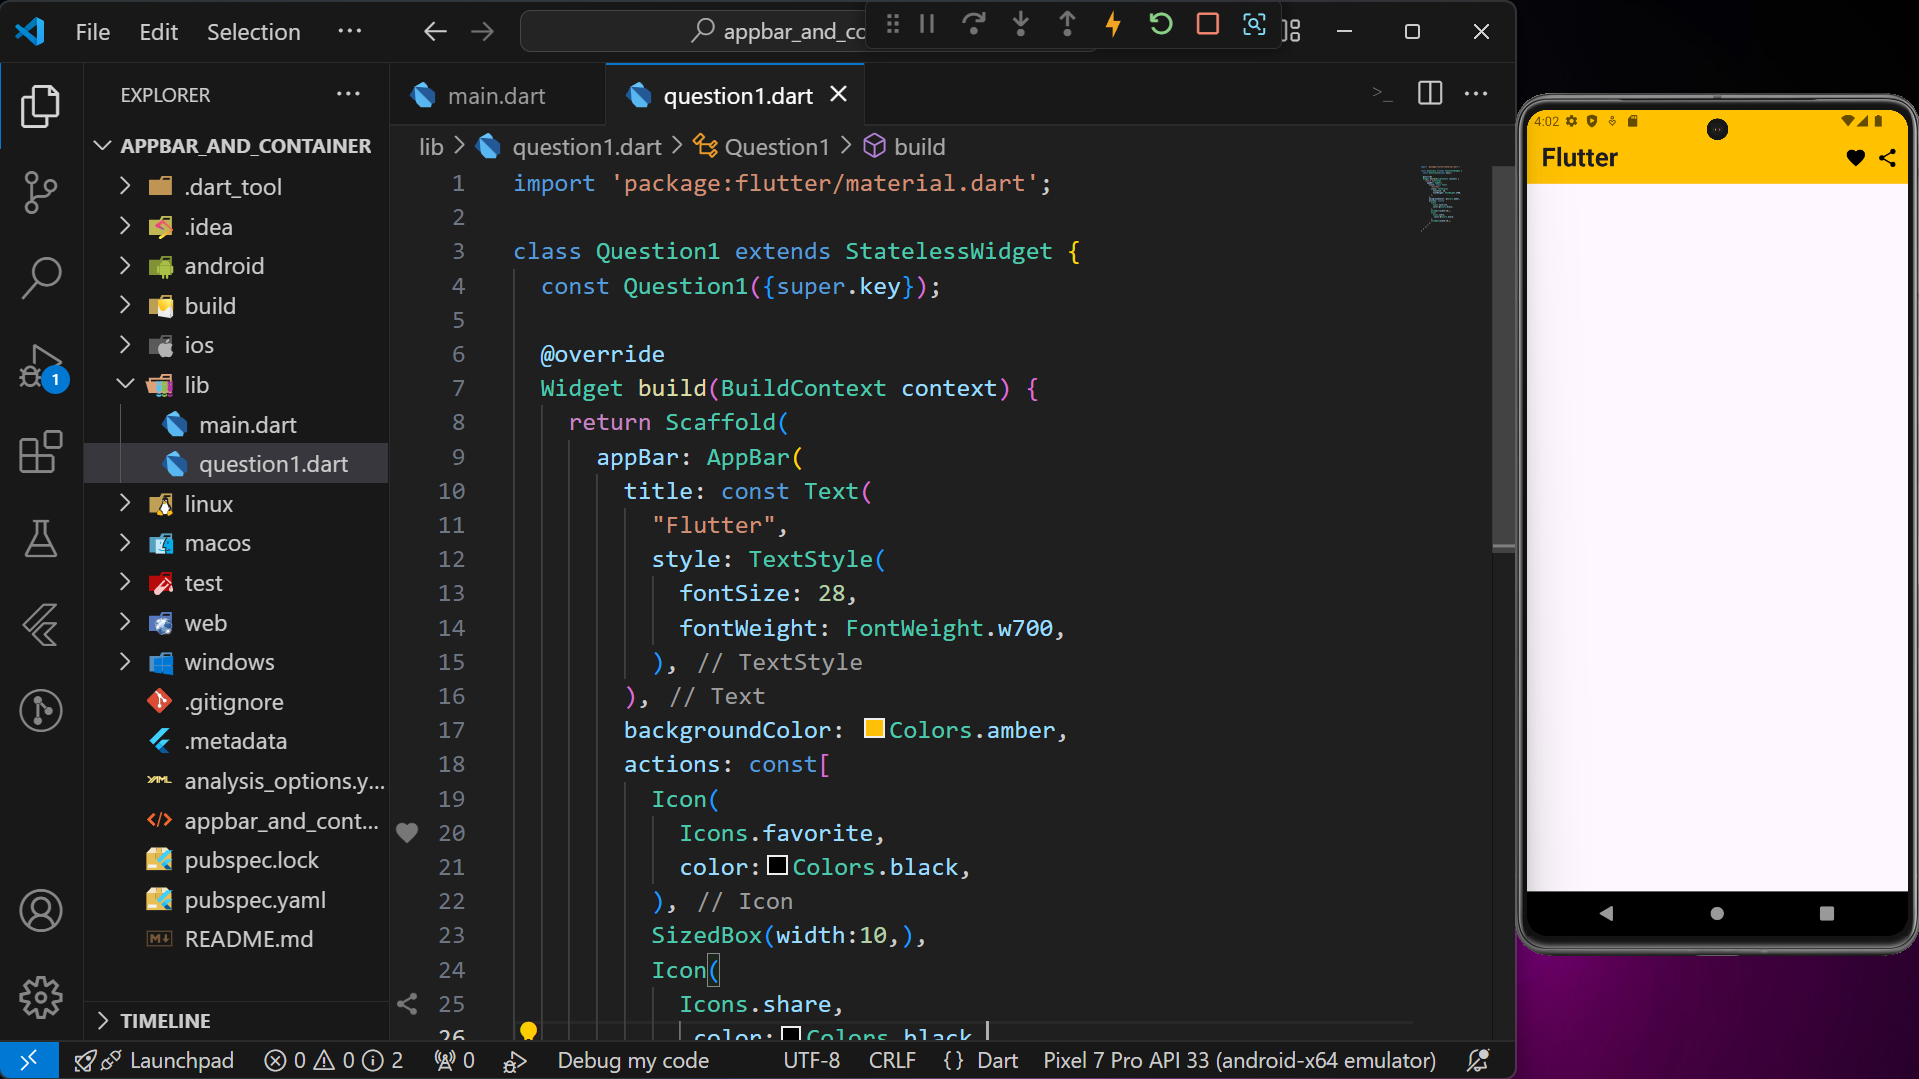 File Edit Selection ··· appbar_and_co
EXPLORER ···
APPBAR_AND_CONTAINER
.dart_tool
.idea
android
build
ios
lib
main.dart
question1.dart
linux
macos
test
web
windows
.gitignore
.metadata
analysis_options.y...
appbar_and_cont...
pubspec.lock
pubspec.yaml
README.md
TIMELINE
1
main.dart question1.dart
lib > question1.dart > Question1 > build
1 import 'package:flutter/material.dart';
2
3 class Question1 extends StatelessWidget {
4 const Question1({super.key});
5
6 @override
7 Widget build(BuildContext context) {
8 return Scaffold(
9 appBar: AppBar(
10 title: const Text(
11 "Flutter",
12 style: TextStyle(
13 fontSize: 28,
14 fontWeight: FontWeight.w700,
15 ), // TextStyle
16 ), // Text
17 backgroundColor: Colors.amber,
18 actions: const[
19 Icon(
20 Icons.favorite,
21 color: Colors.black,
22 ), // Icon
23 SizedBox(width:10,),
24 Icon(
25 Icons.share,
26 color: Colors.black
Launchpad 0 0 2 0 Debug my code UTF-8 CRLF {} Dart Pixel 7 Pro API 33 (android-x64 emulator)
4:02
Flutter